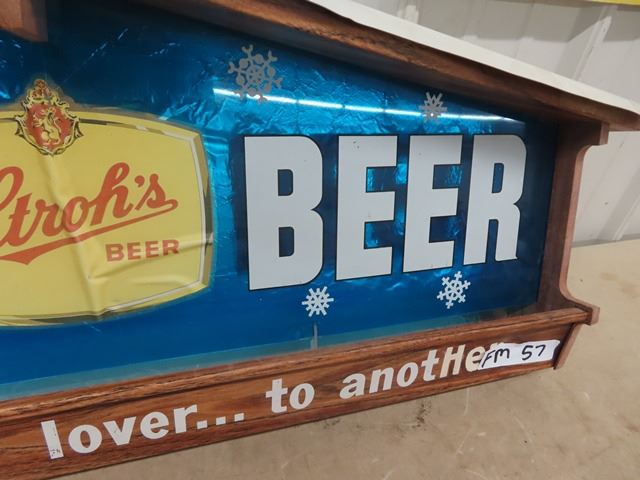 Stroh's
BEER
BEER
lover... to anotHer
FM 57